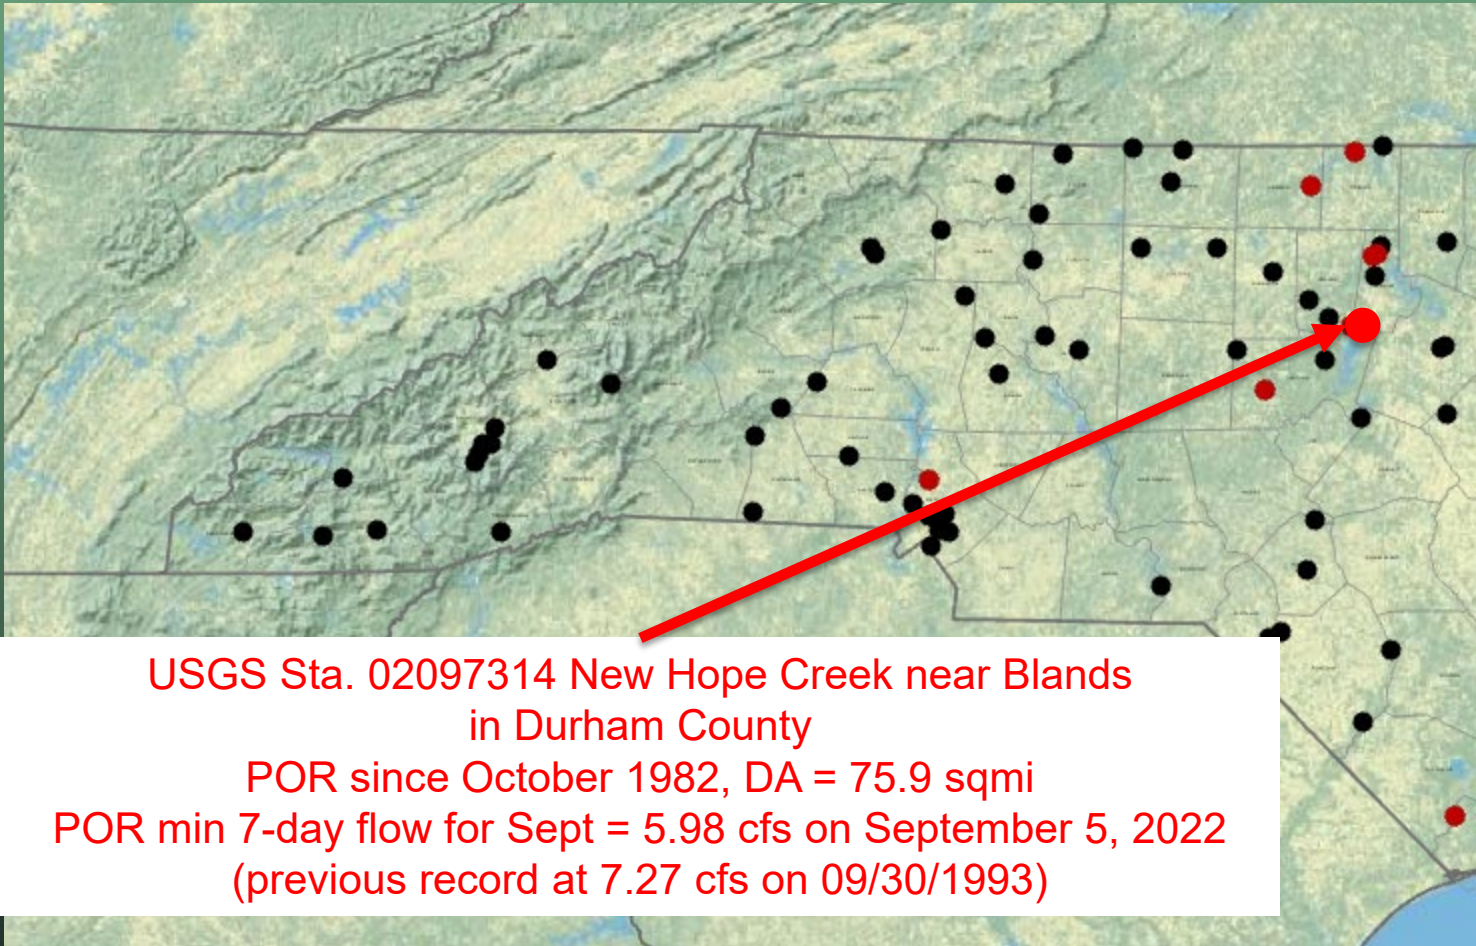 USGS Sta. 02097314 New Hope Creek near Blands
in Durham County
POR since October 1982, DA = 75.9 sqmi
POR min 7-day flow for Sept = 5.98 cfs on September 5, 2022
(previous record at 7.27 cfs on 09/30/1993)